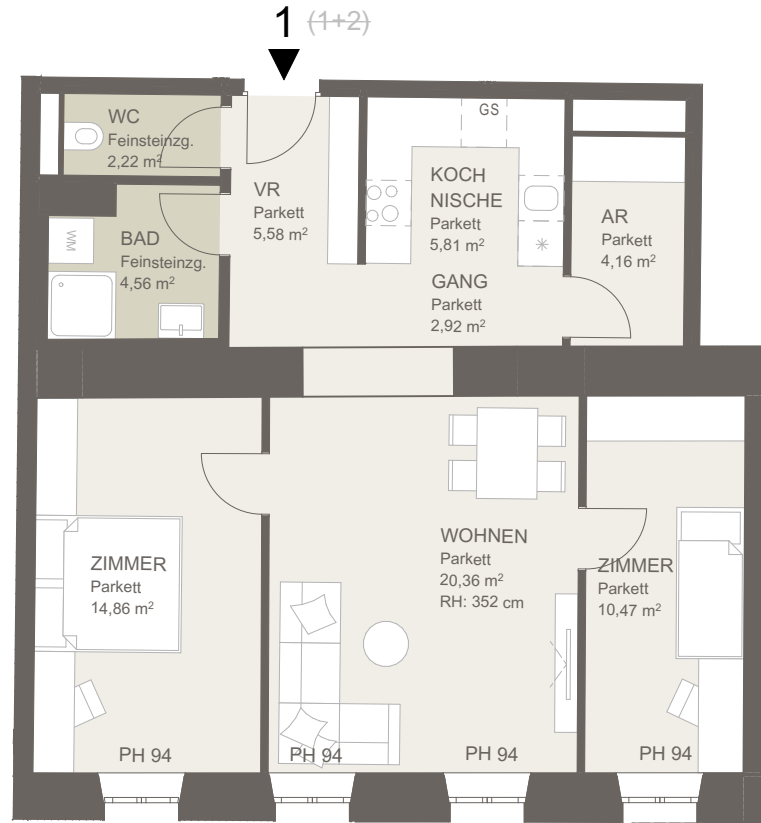 1 (1+2)
WC
Feinsteinzg.
2,22 m²
BAD
Feinsteinzg.
4,56 m²
WM
VR
Parkett
5,58 m²
GS
KOCH
NISCHE
Parkett
5,81 m²
GANG
Parkett
2,92 m²
AR
Parkett
4,16 m²
ZIMMER
Parkett
14,86 m²
WOHNEN
Parkett
20,36 m²
RH: 352 cm
ZIMMER
Parkett
10,47 m²
PH 94
PH 94
PH 94
PH 94